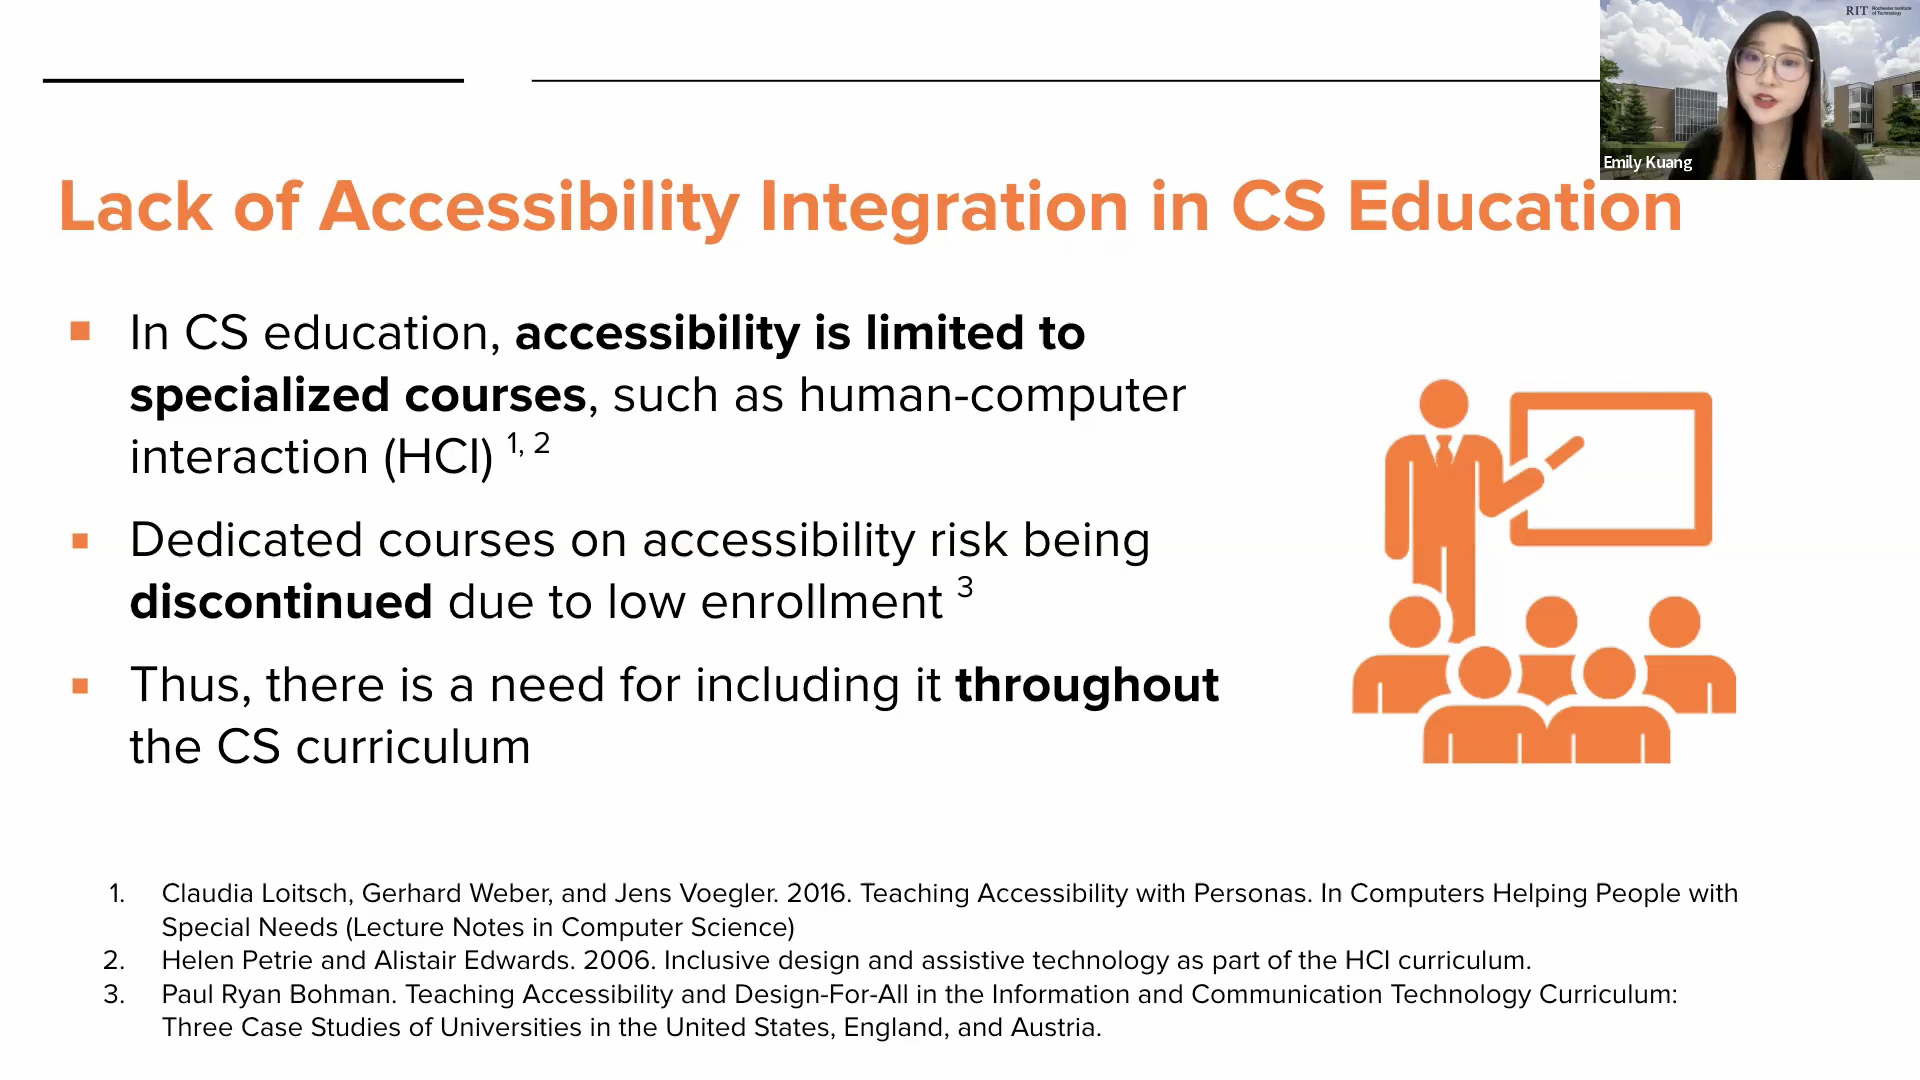 RIT Rochester Institute
of Technology
Emily Kuang
Lack of Accessibility Integration in CS Education
In CS education, accessibility is limited to
specialized courses, such as human-computer
interaction (HCI) 1, 2
Dedicated courses on accessibility risk being
discontinued due to low enrollment 3
Thus, there is a need for including it throughout
the CS curriculum
1. Claudia Loitsch, Gerhard Weber, and Jens Voegler. 2016. Teaching Accessibility with Personas. In Computers Helping People with
Special Needs (Lecture Notes in Computer Science)
2. Helen Petrie and Alistair Edwards. 2006. Inclusive design and assistive technology as part of the HCI curriculum.
3. Paul Ryan Bohman. Teaching Accessibility and Design-For-All in the Information and Communication Technology Curriculum:
Three Case Studies of Universities in the United States, England, and Austria.